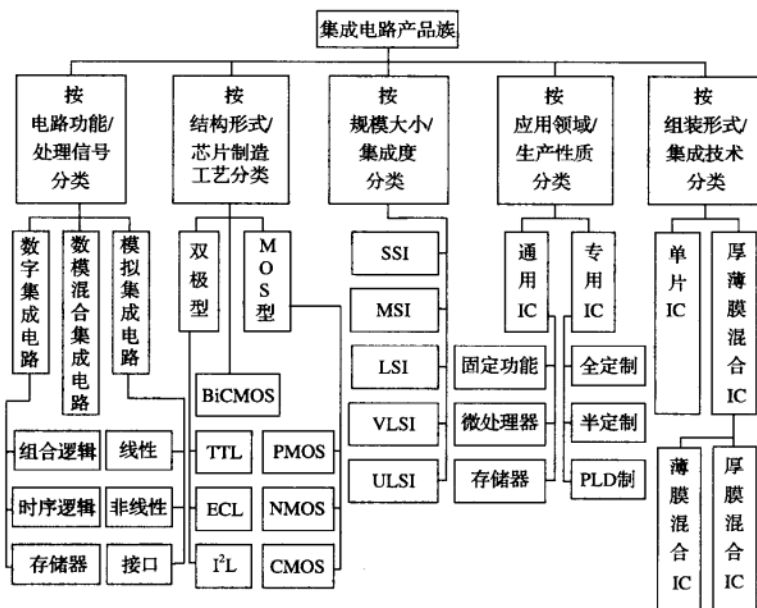 集成电路产品族
按
电路功能/
处理信号
分类
按
结构形式/
芯片制造
工艺分类
按
规模大小/
集成度
分类
按
应用领域/
生产性质
分类
按
组装形式/
集成技术
分类
数字集成电路
数模混合集成电路
模拟集成电路
双极型
MOS型
BiCMOS
SSI
MSI
LSI
VLSI
ULSI
通用IC
专用IC
单片IC
厚薄膜混合IC
组合逻辑
时序逻辑
存储器
线性
非线性
接口
TTL
ECL
I²L
PMOS
NMOS
CMOS
固定功能
微处理器
存储器
全定制
半定制
PLD制
薄膜混合IC
厚膜混合IC